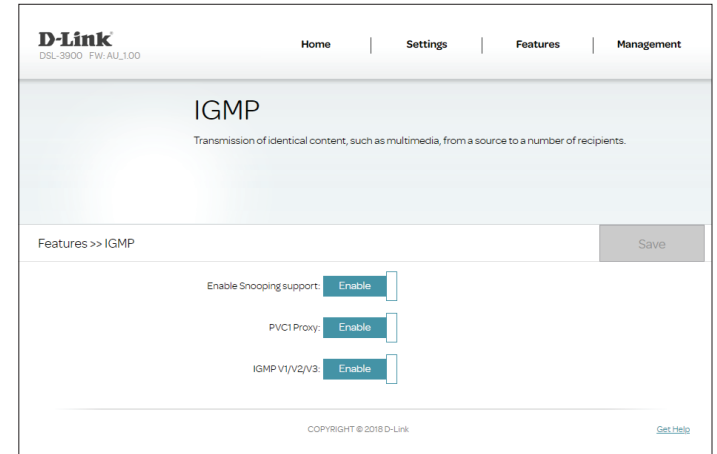 D-Link
DSL-3900 FW: AU_1.00
Home
Settings
Features
Management
IGMP
Transmission of identical content, such as multimedia, from a source to a number of recipients.
Features >> IGMP
Save
Enable Snooping support: Enable
PVC1 Proxy: Enable
IGMP V1/V2/V3: Enable
COPYRIGHT © 2018 D-Link
Get Help